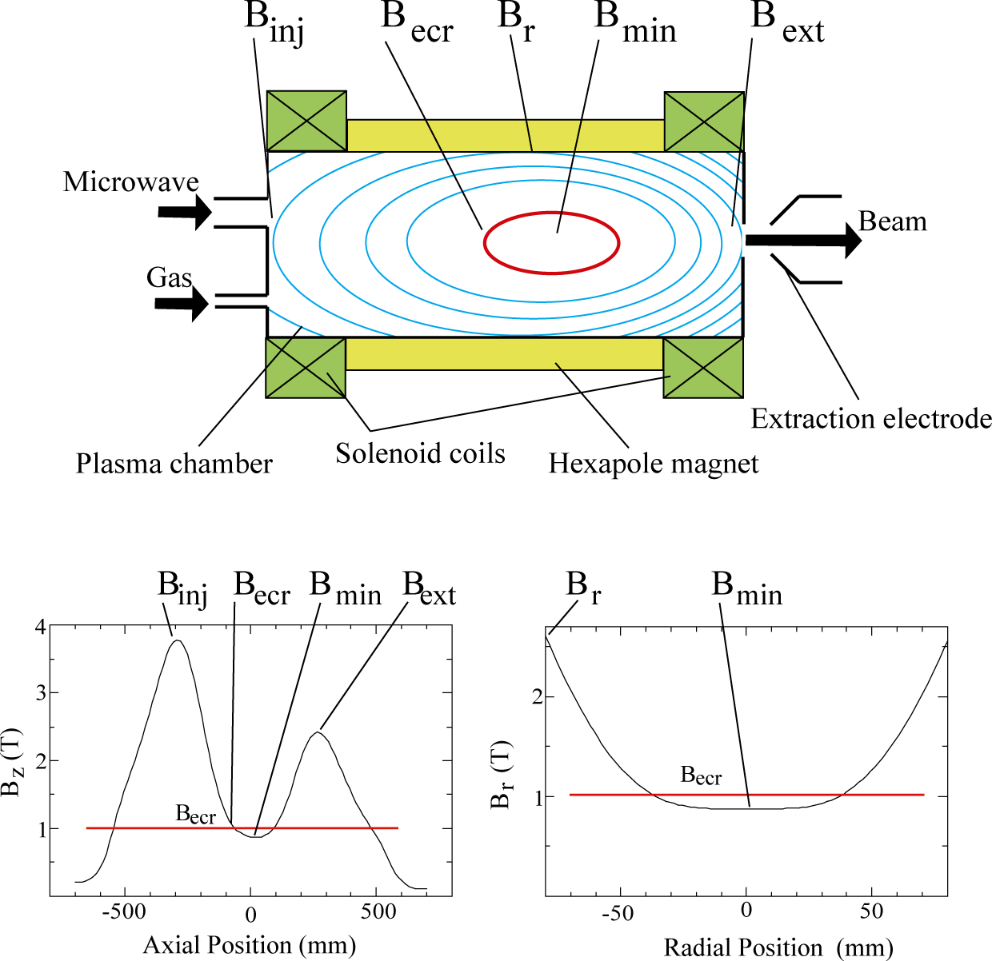 B inj B ecr B r B min B ext
Microwave
Beam
Gas
Extraction electrode
Plasma chamber
Solenoid coils
Hexapole magnet
B inj B ecr B min B ext
4
3
2
1
B z (T)
B ecr
-500 0 500
Axial Position (mm)
B r B min
2
1
B r (T)
B ecr
-50 0 50
Radial Position (mm)